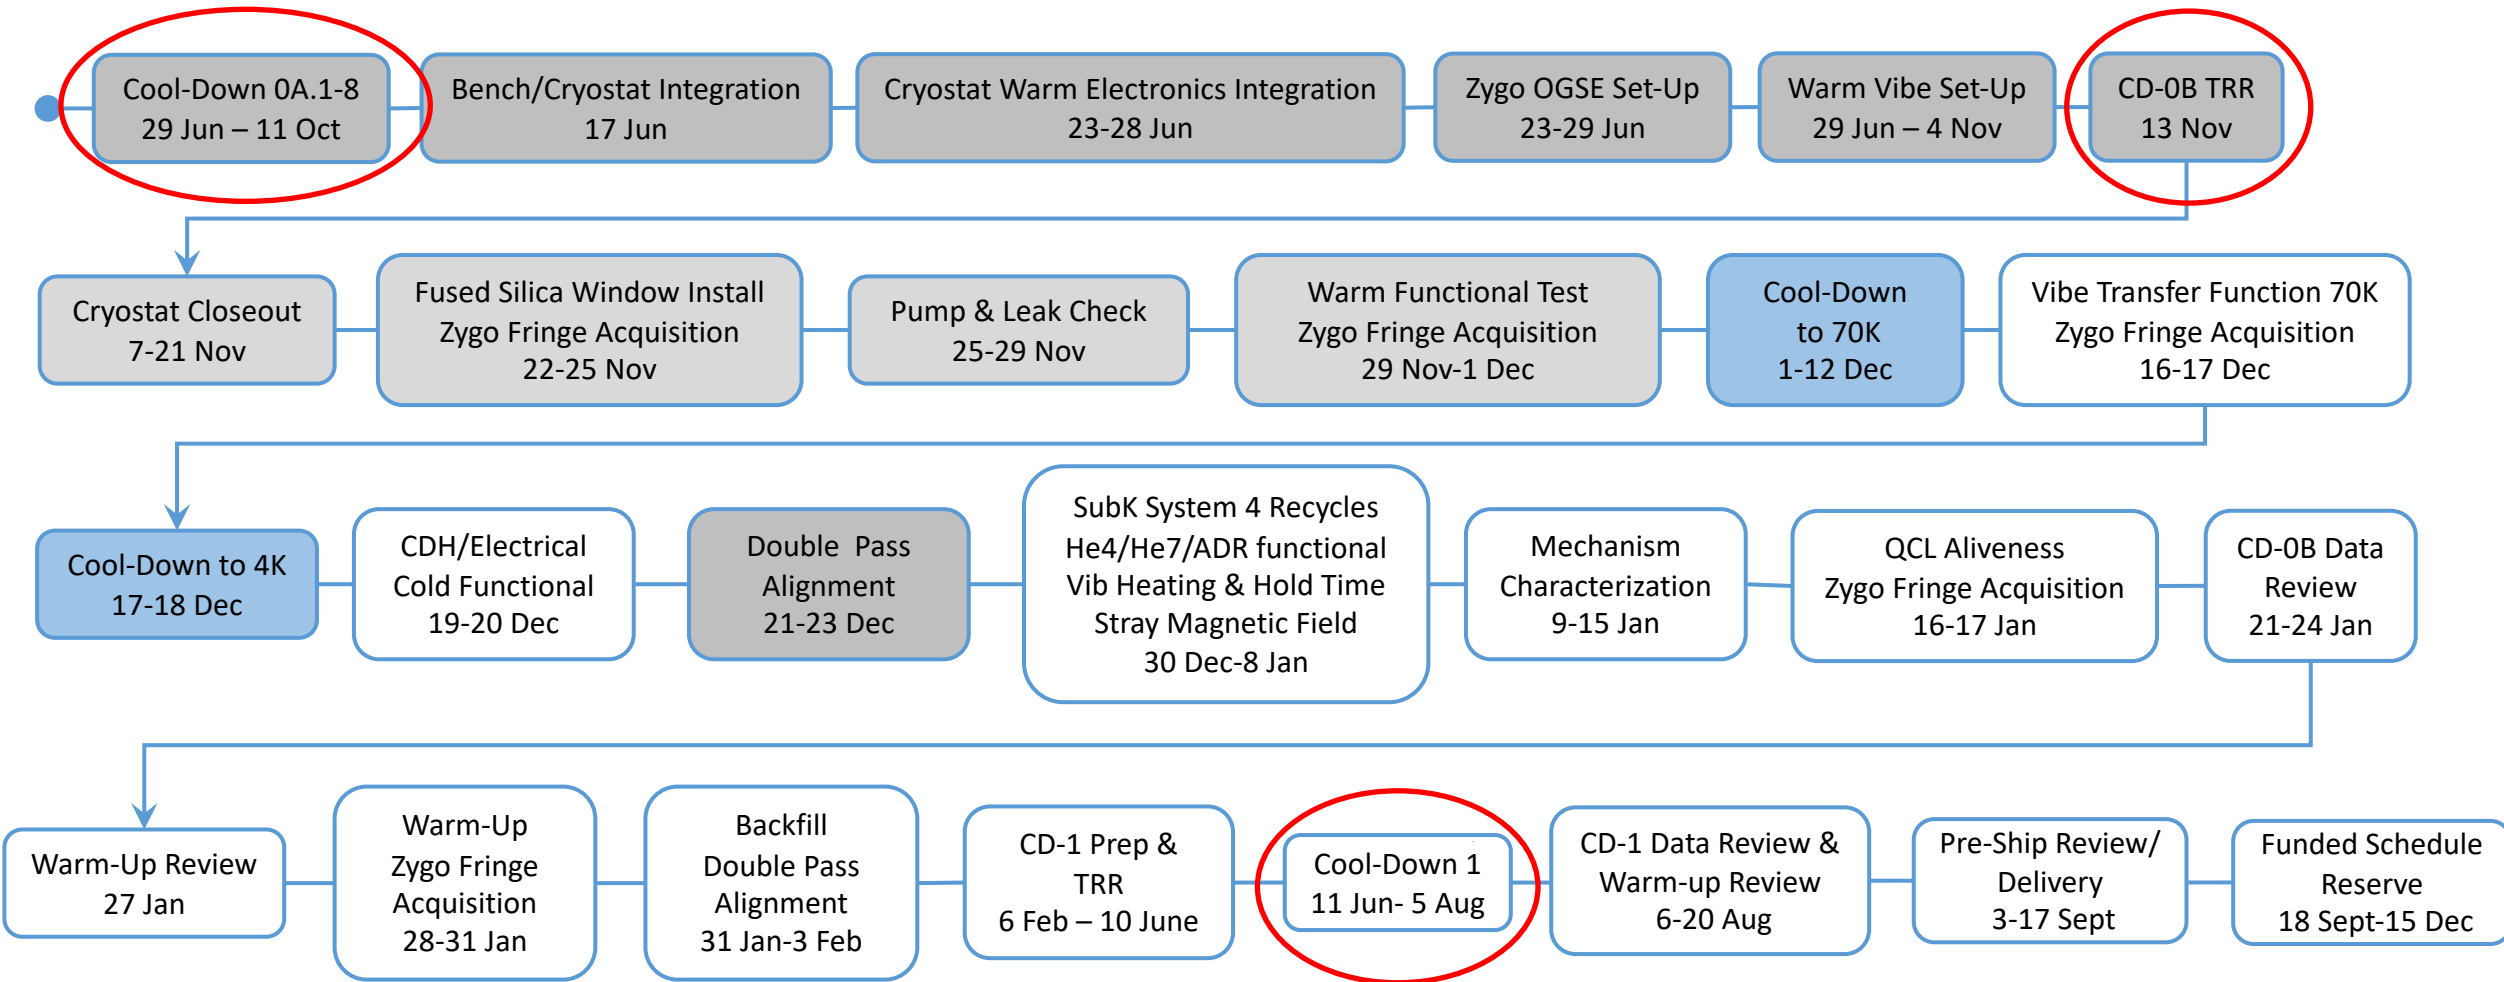 Cool-Down 0A.1-8
29 Jun – 11 Oct
Bench/Cryostat Integration
17 Jun
Cryostat Warm Electronics Integration
23-28 Jun
Zygo OGSE Set-Up
23-29 Jun
Warm Vibe Set-Up
29 Jun – 4 Nov
CD-0B TRR
13 Nov
Cryostat Closeout
7-21 Nov
Fused Silica Window Install
Zygo Fringe Acquisition
22-25 Nov
Pump & Leak Check
25-29 Nov
Warm Functional Test
Zygo Fringe Acquisition
29 Nov-1 Dec
Cool-Down
to 70K
1-12 Dec
Vibe Transfer Function 70K
Zygo Fringe Acquisition
16-17 Dec
Cool-Down to 4K
17-18 Dec
CDH/Electrical
Cold Functional
19-20 Dec
Double Pass
Alignment
21-23 Dec
SubK System 4 Recycles
He4/He7/ADR functional
Vib Heating & Hold Time
Stray Magnetic Field
30 Dec-8 Jan
Mechanism
Characterization
9-15 Jan
QCL Aliveness
Zygo Fringe Acquisition
16-17 Jan
CD-0B Data
Review
21-24 Jan
Warm-Up Review
27 Jan
Warm-Up
Zygo Fringe
Acquisition
28-31 Jan
Backfill
Double Pass
Alignment
31 Jan-3 Feb
CD-1 Prep &
TRR
6 Feb – 10 June
Cool-Down 1
11 Jun- 5 Aug
CD-1 Data Review &
Warm-up Review
6-20 Aug
Pre-Ship Review/
Delivery
3-17 Sept
Funded Schedule
Reserve
18 Sept-15 Dec